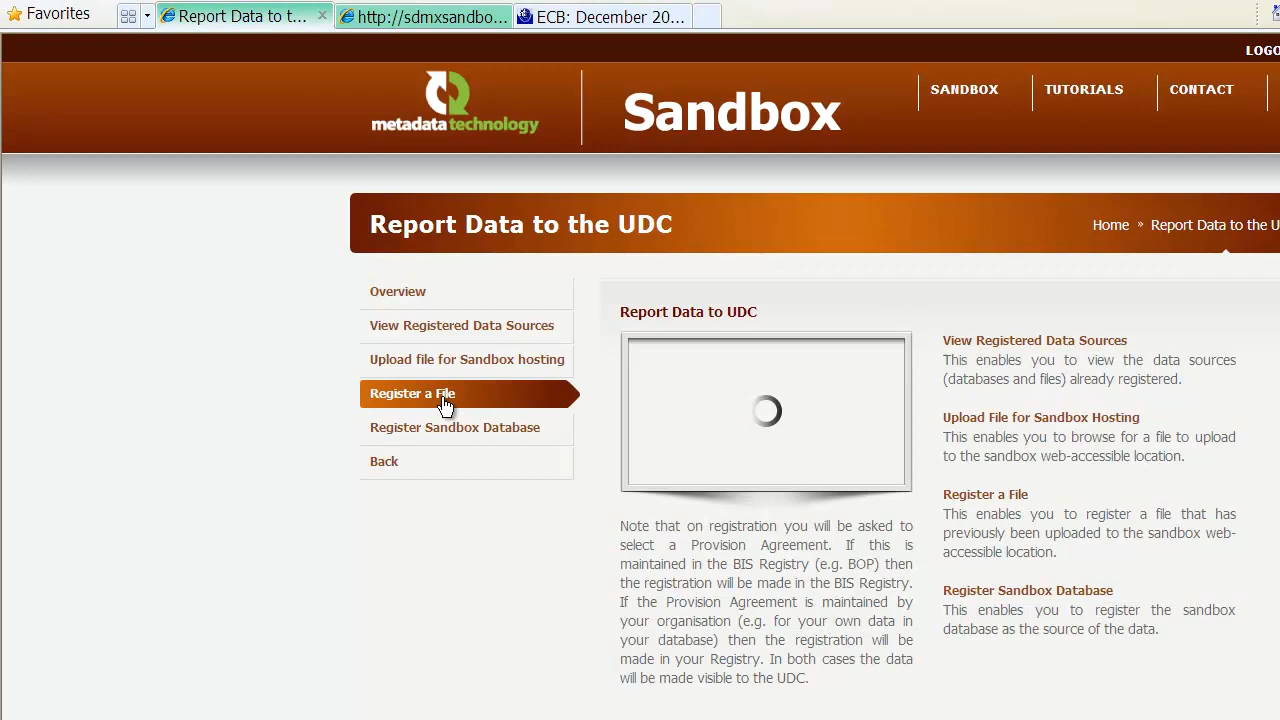 Favorites
Report Data to t...
http://sdmxsandbo...
ECB: December 20...
LOGO
metadata technology
Sandbox
SANDBOX
TUTORIALS
CONTACT
Report Data to the UDC
Home » Report Data to the U
Overview
View Registered Data Sources
Upload file for Sandbox hosting
Register a File
Register Sandbox Database
Back
Report Data to UDC
Note that on registration you will be asked to
select a Provision Agreement. If this is
maintained in the BIS Registry (e.g. BOP) then
the registration will be made in the BIS Registry.
If the Provision Agreement is maintained by
your organisation (e.g. for your own data in
your database) then the registration will be
made in your Registry. In both cases the data
will be made visible to the UDC.
View Registered Data Sources
This enables you to view the data sources
(databases and files) already registered.
Upload File for Sandbox Hosting
This enables you to browse for a file to upload
to the sandbox web-accessible location.
Register a File
This enables you to register a file that has
previously been uploaded to the sandbox web-
accessible location.
Register Sandbox Database
This enables you to register the sandbox
database as the source of the data.